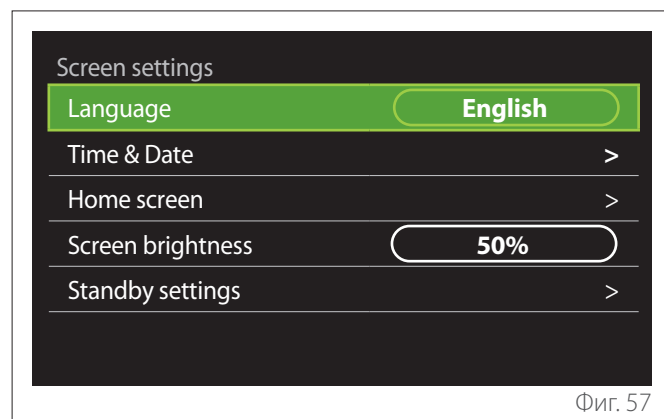 Screen settings
Language English
Time & Date >
Home screen >
Screen brightness 50%
Standby settings >
Фиг. 57